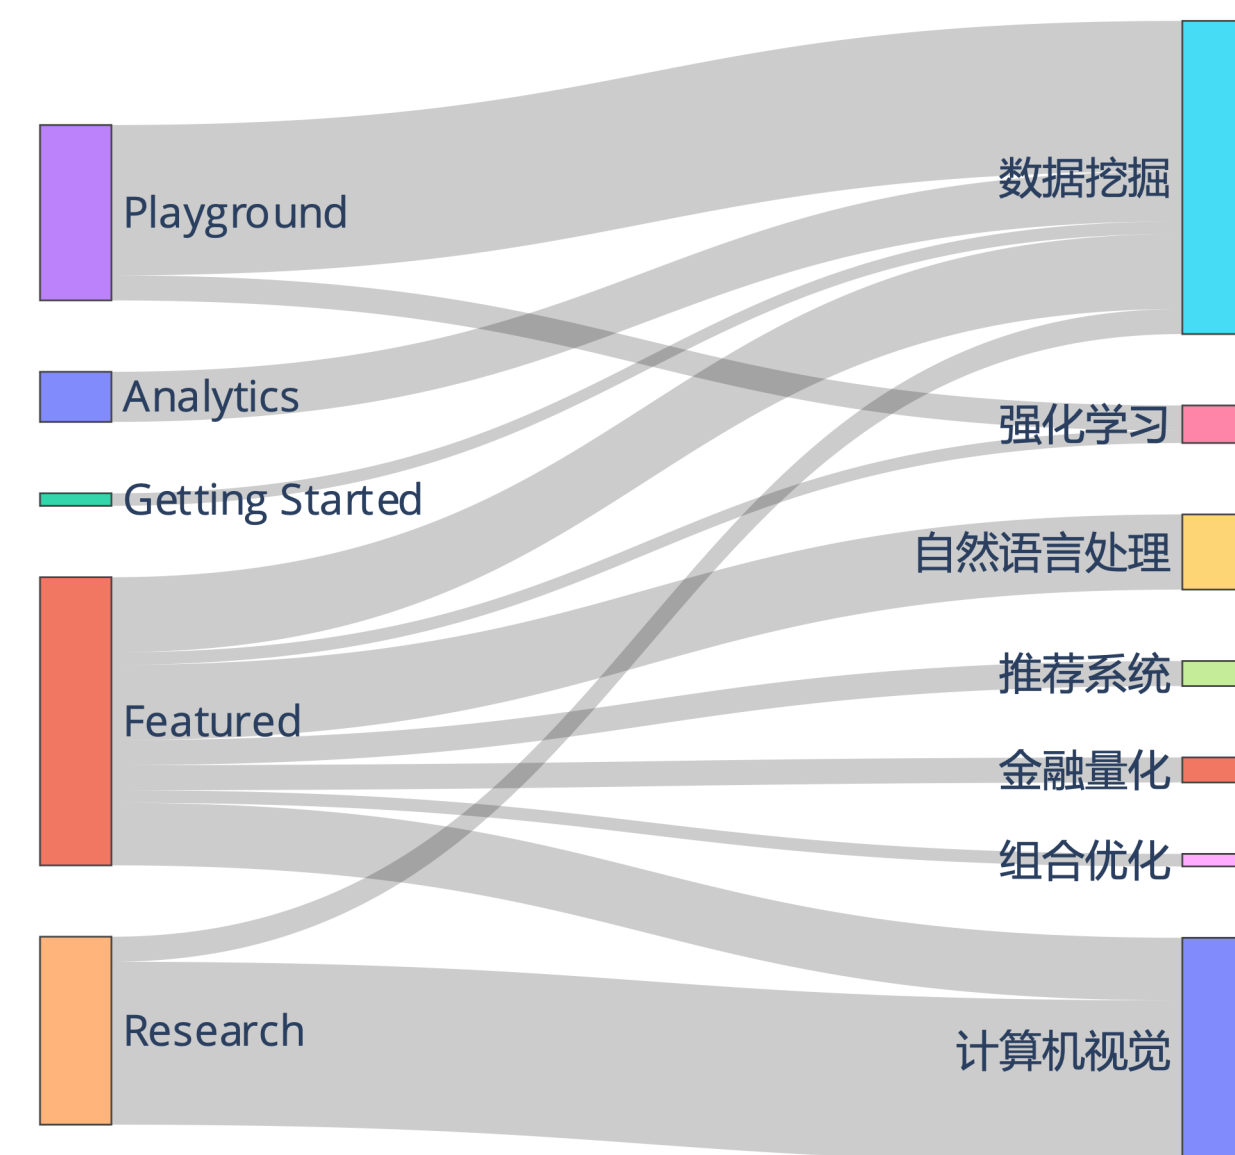 Playground
Analytics
Getting Started
Featured
Research
数据挖掘
强化学习
自然语言处理
推荐系统
金融量化
组合优化
计算机视觉